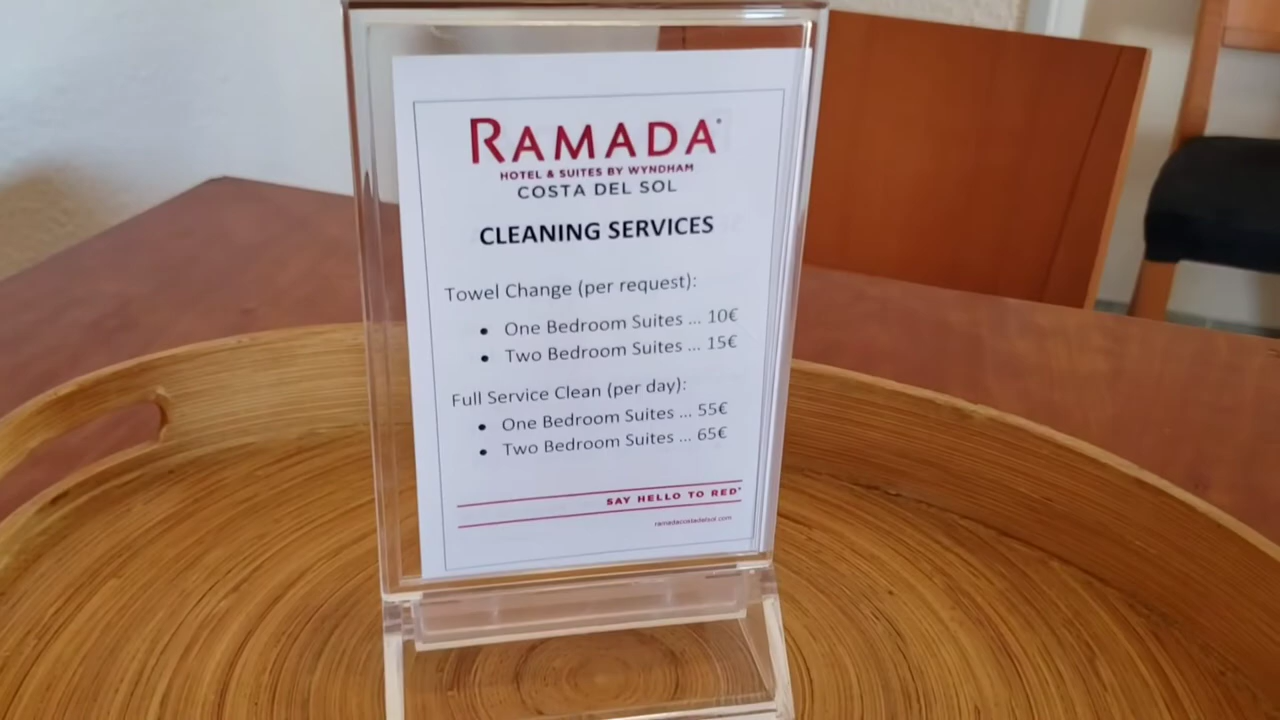 RAMADA®
HOTEL & SUITES BY WYNDHAM
COSTA DEL SOL
CLEANING SERVICES
Towel Change (per request):
• One Bedroom Suites ... 10€
• Two Bedroom Suites ... 15€
Full Service Clean (per day):
• One Bedroom Suites ... 55€
• Two Bedroom Suites ... 65€
SAY HELLO TO RED®
ramadacostadelsol.com